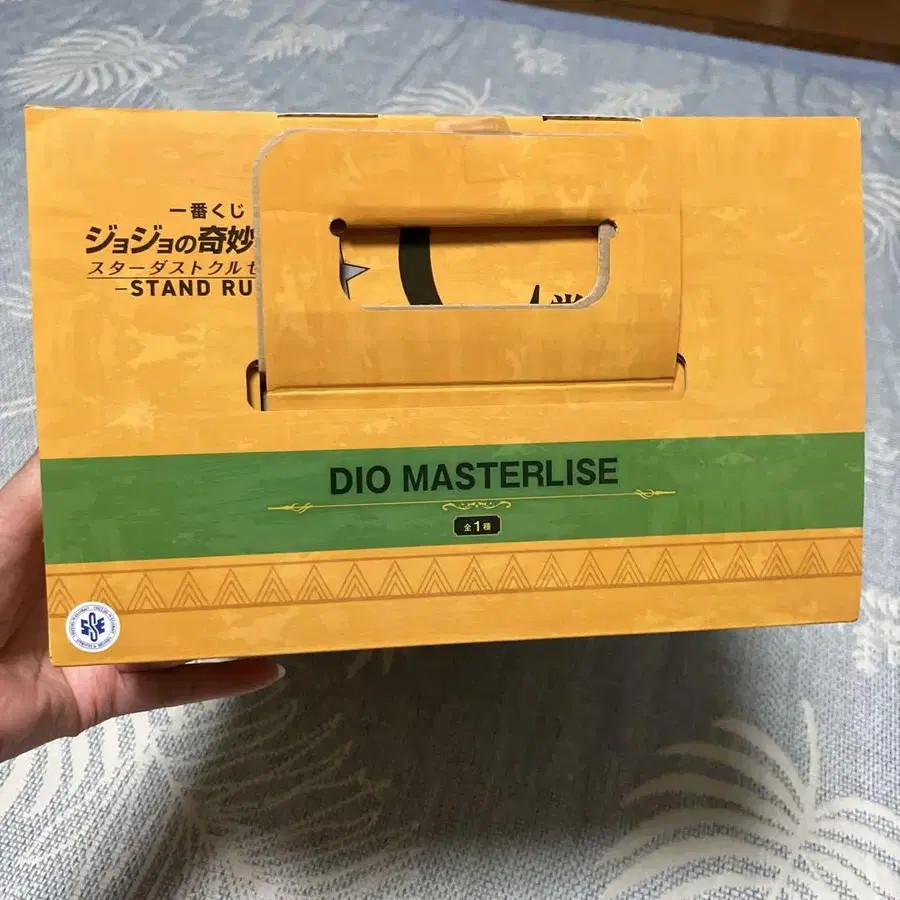 一番くじ
ジョジョの奇妙
スターダストクルセ
–STAND RU
賞
DIO MASTERLISE
全1種